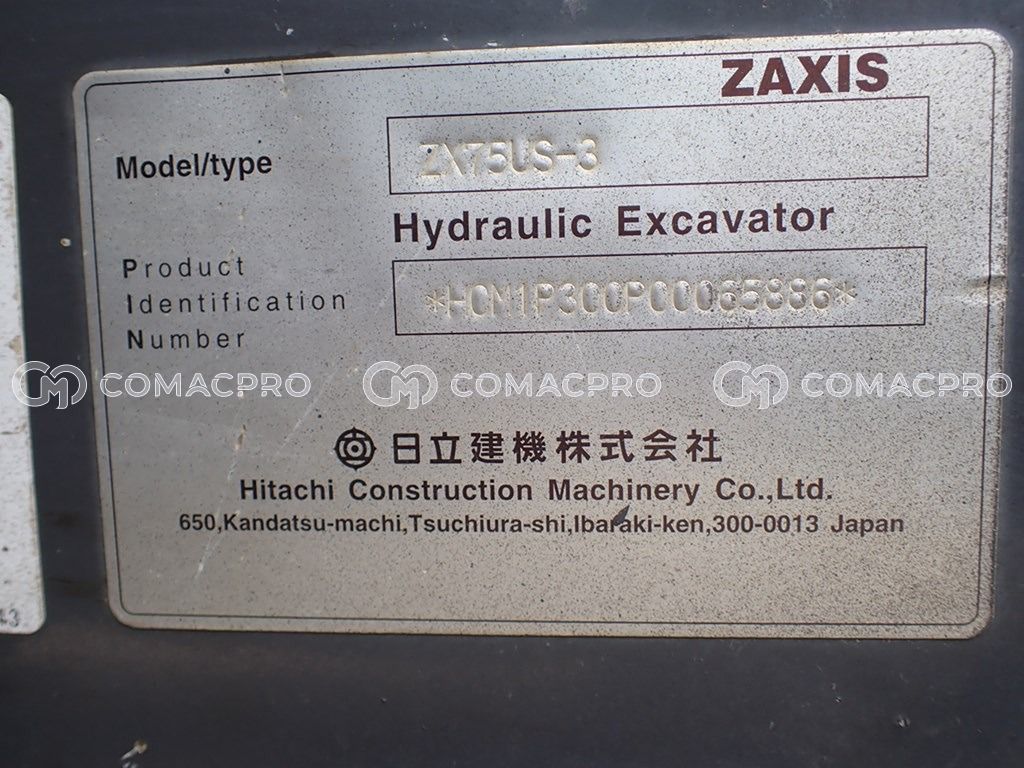 ZAXIS
Model/type
ZX75US-3
Hydraulic Excavator
Product
Identification
Number
*HCM1P300P00065886*
COMACPRO COMACPRO COMACPRO
日立建機株式会社
Hitachi Construction Machinery Co.,Ltd.
650,Kandatsu-machi,Tsuchiura-shi,Ibaraki-ken,300-0013 Japan